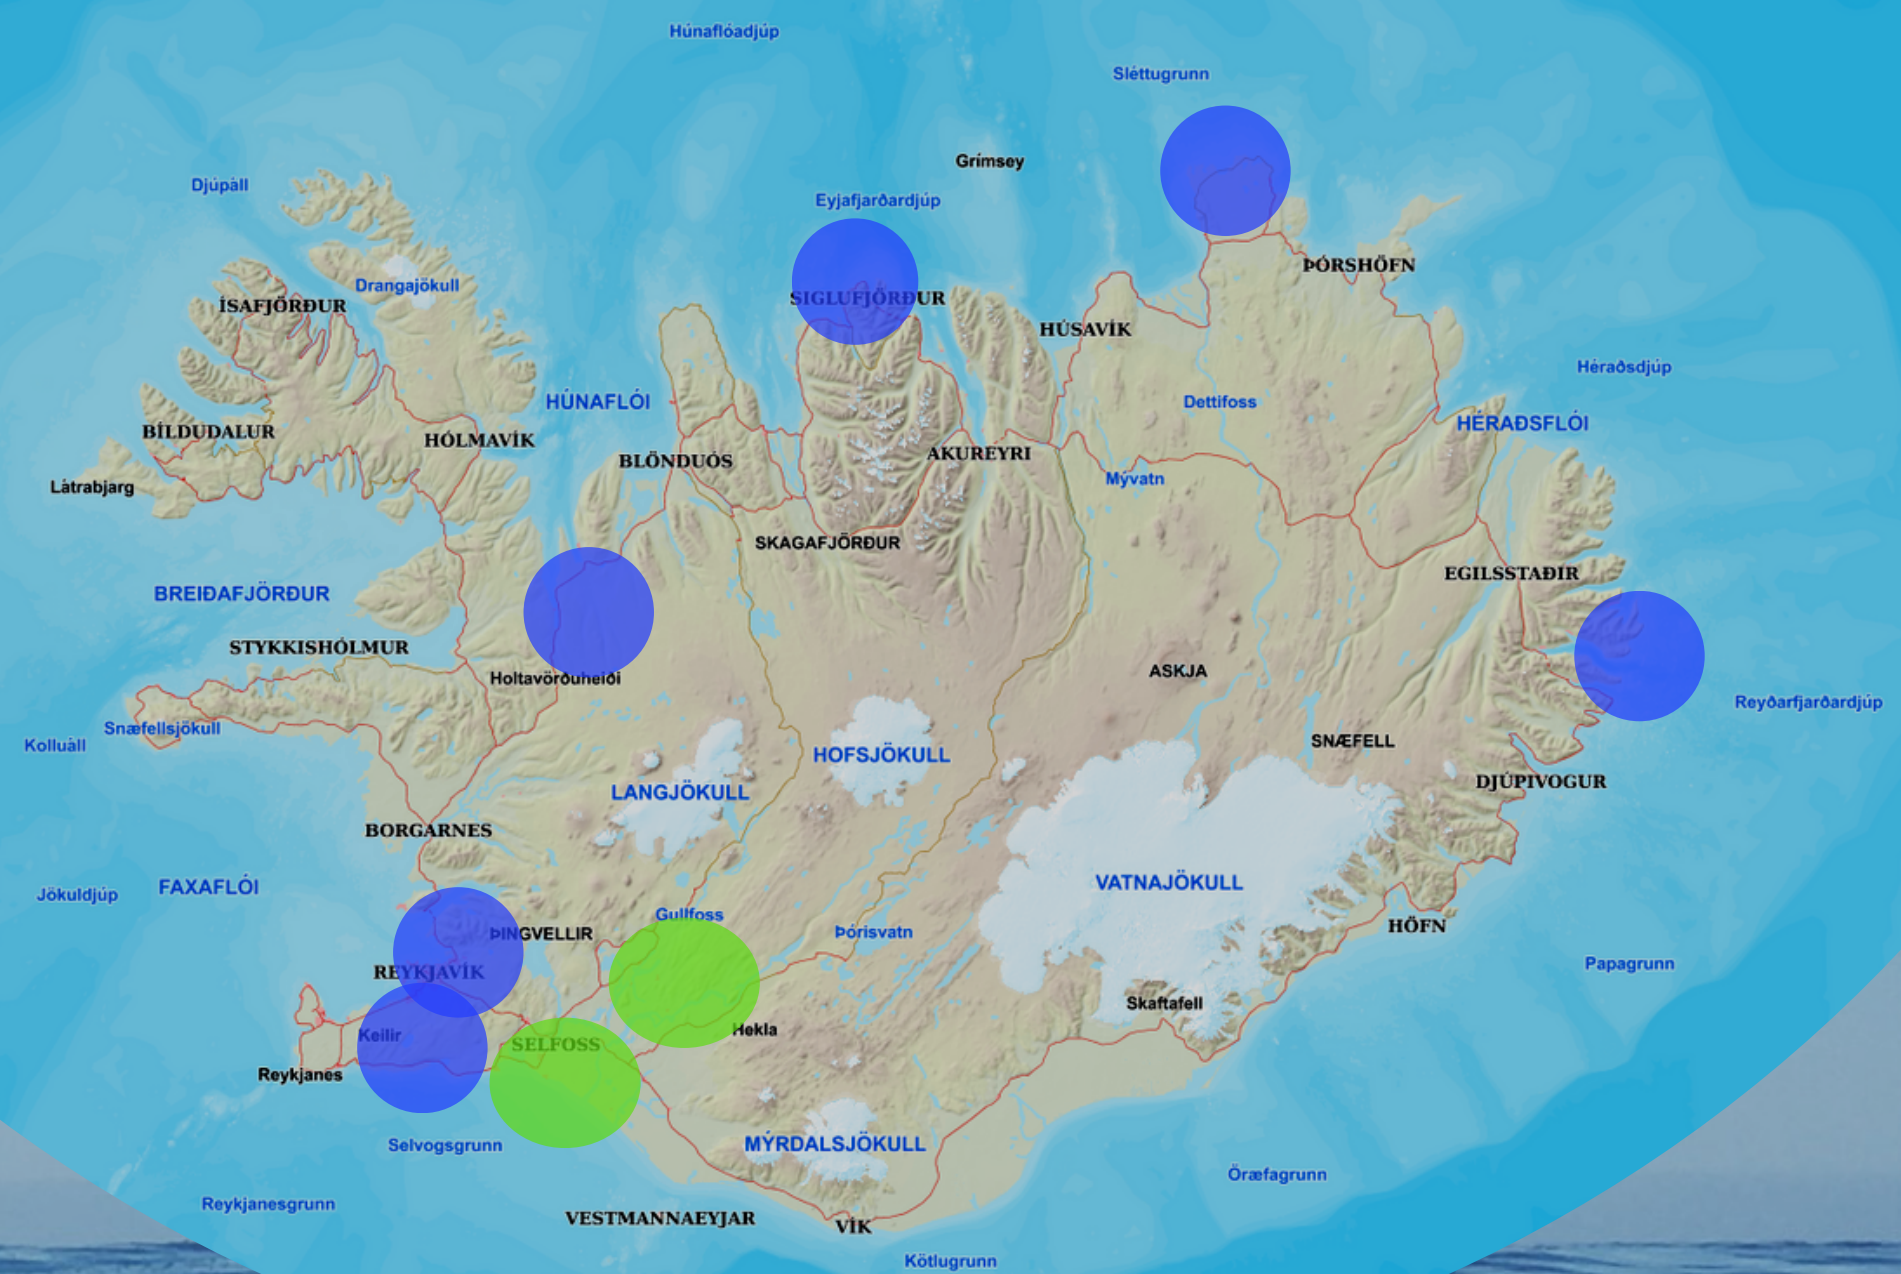 Húnaflóadjúp
Sléttugrunn
Grímsey
Djúpáll
Eyjafjarðardjúp
ÞÓRSHÖFN
Drangajökull
SIGLUFJÖRÐUR
ÍSAFJÖRÐUR
HÚSAVÍK
Héraðsdjúp
HÚNAFLÓI
Dettifoss
HÉRAÐSFLÓI
BÍLDUDALUR
HÓLMAVÍK
AKUREYRI
BLÖNDUÓS
Mývatn
Látrabjarg
SKAGAFJÖRÐUR
EGILSSTAÐIR
BREIÐAFJÖRÐUR
STYKKISHÓLMUR
ASKJA
Holtavörðuheiði
Reyðarfjarðardjúp
Snæfellsjökull
SNÆFELL
Kolluáll
HOFSJÖKULL
DJÚPIVOGUR
LANGJÖKULL
BORGARNES
VATNAJÖKULL
FAXAFLÓI
Jökuldjúp
Gullfoss
HÖFN
Þórisvatn
ÞINGVELLIR
Papagrunn
REYKJAVÍK
Skaftafell
Hekla
Keilir
SELFOSS
Reykjanes
MÝRDALSJÖKULL
Selvogsgrunn
Öræfagrunn
Reykjanesgrunn
VESTMANNAEYJAR
VÍK
Kötlugrunn